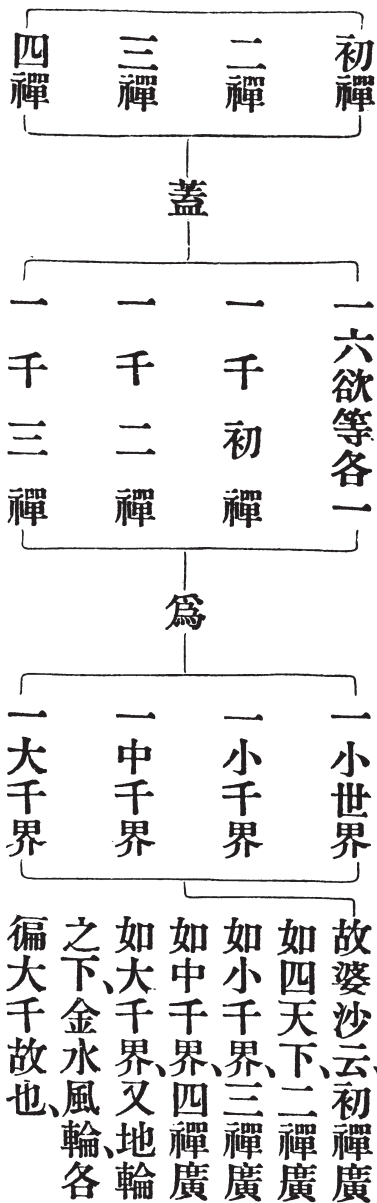 初禪
二禪
三禪
四禪
蓋
一六欲等各一
一千初禪
一千二禪
一千三禪
爲
一小世界
一小千界
一中千界
一大千界
故婆沙云、初禪廣
如四天下、二禪廣
如小千界、三禪廣
如中千界、四禪廣
如大千界、又地輪
之下、金水風輪、各
徧大千故也、